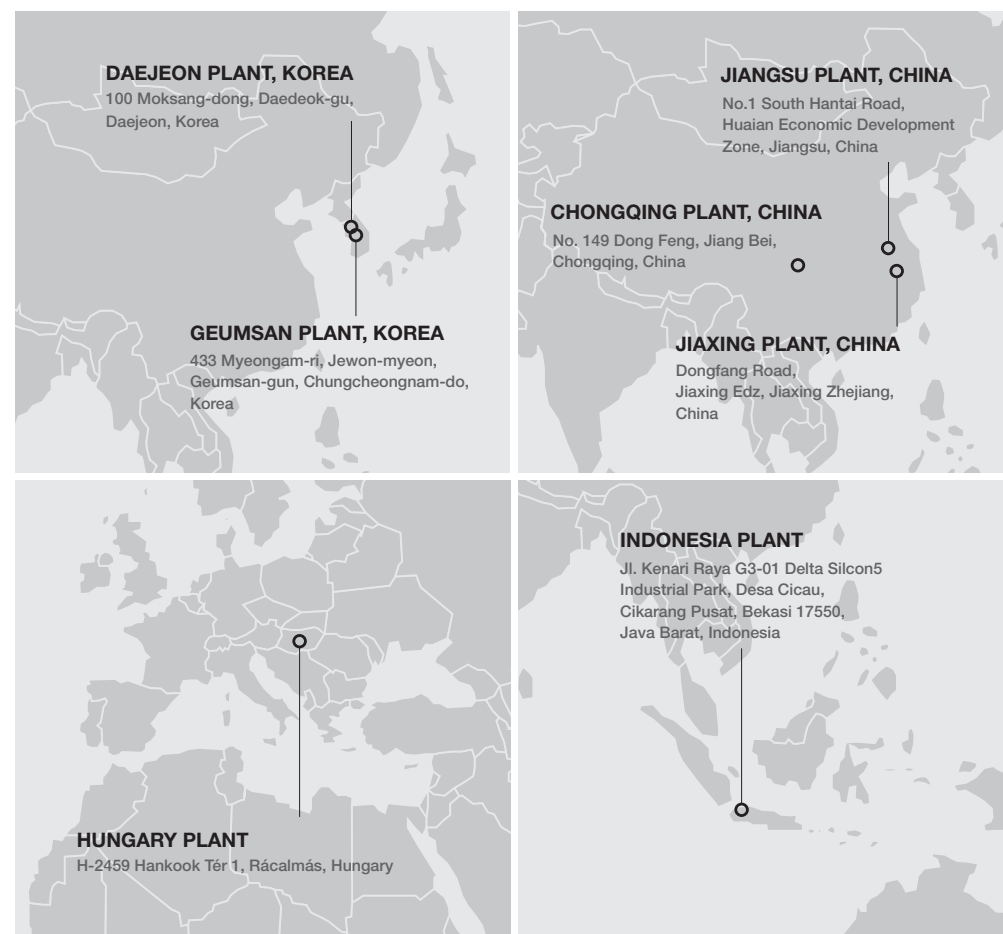 DAEJEON PLANT, KOREA
100 Moksang-dong, Daedeok-gu,
Daejeon, Korea
GEUMSAN PLANT, KOREA
433 Myeongam-ri, Jewon-myeon,
Geumsan-gun, Chungcheongnam-do,
Korea
JIANGSU PLANT, CHINA
No.1 South Hantai Road,
Huaian Economic Development
Zone, Jiangsu, China
CHONGQING PLANT, CHINA
No. 149 Dong Feng, Jiang Bei,
Chongqing, China
JIAXING PLANT, CHINA
Dongfang Road,
Jiaxing Edz, Jiaxing Zhejiang,
China
HUNGARY PLANT
H-2459 Hankook Tér 1, Rácalmás, Hungary
INDONESIA PLANT
Jl. Kenari Raya G3-01 Delta Silcon5
Industrial Park, Desa Cicau,
Cikarang Pusat, Bekasi 17550,
Java Barat, Indonesia